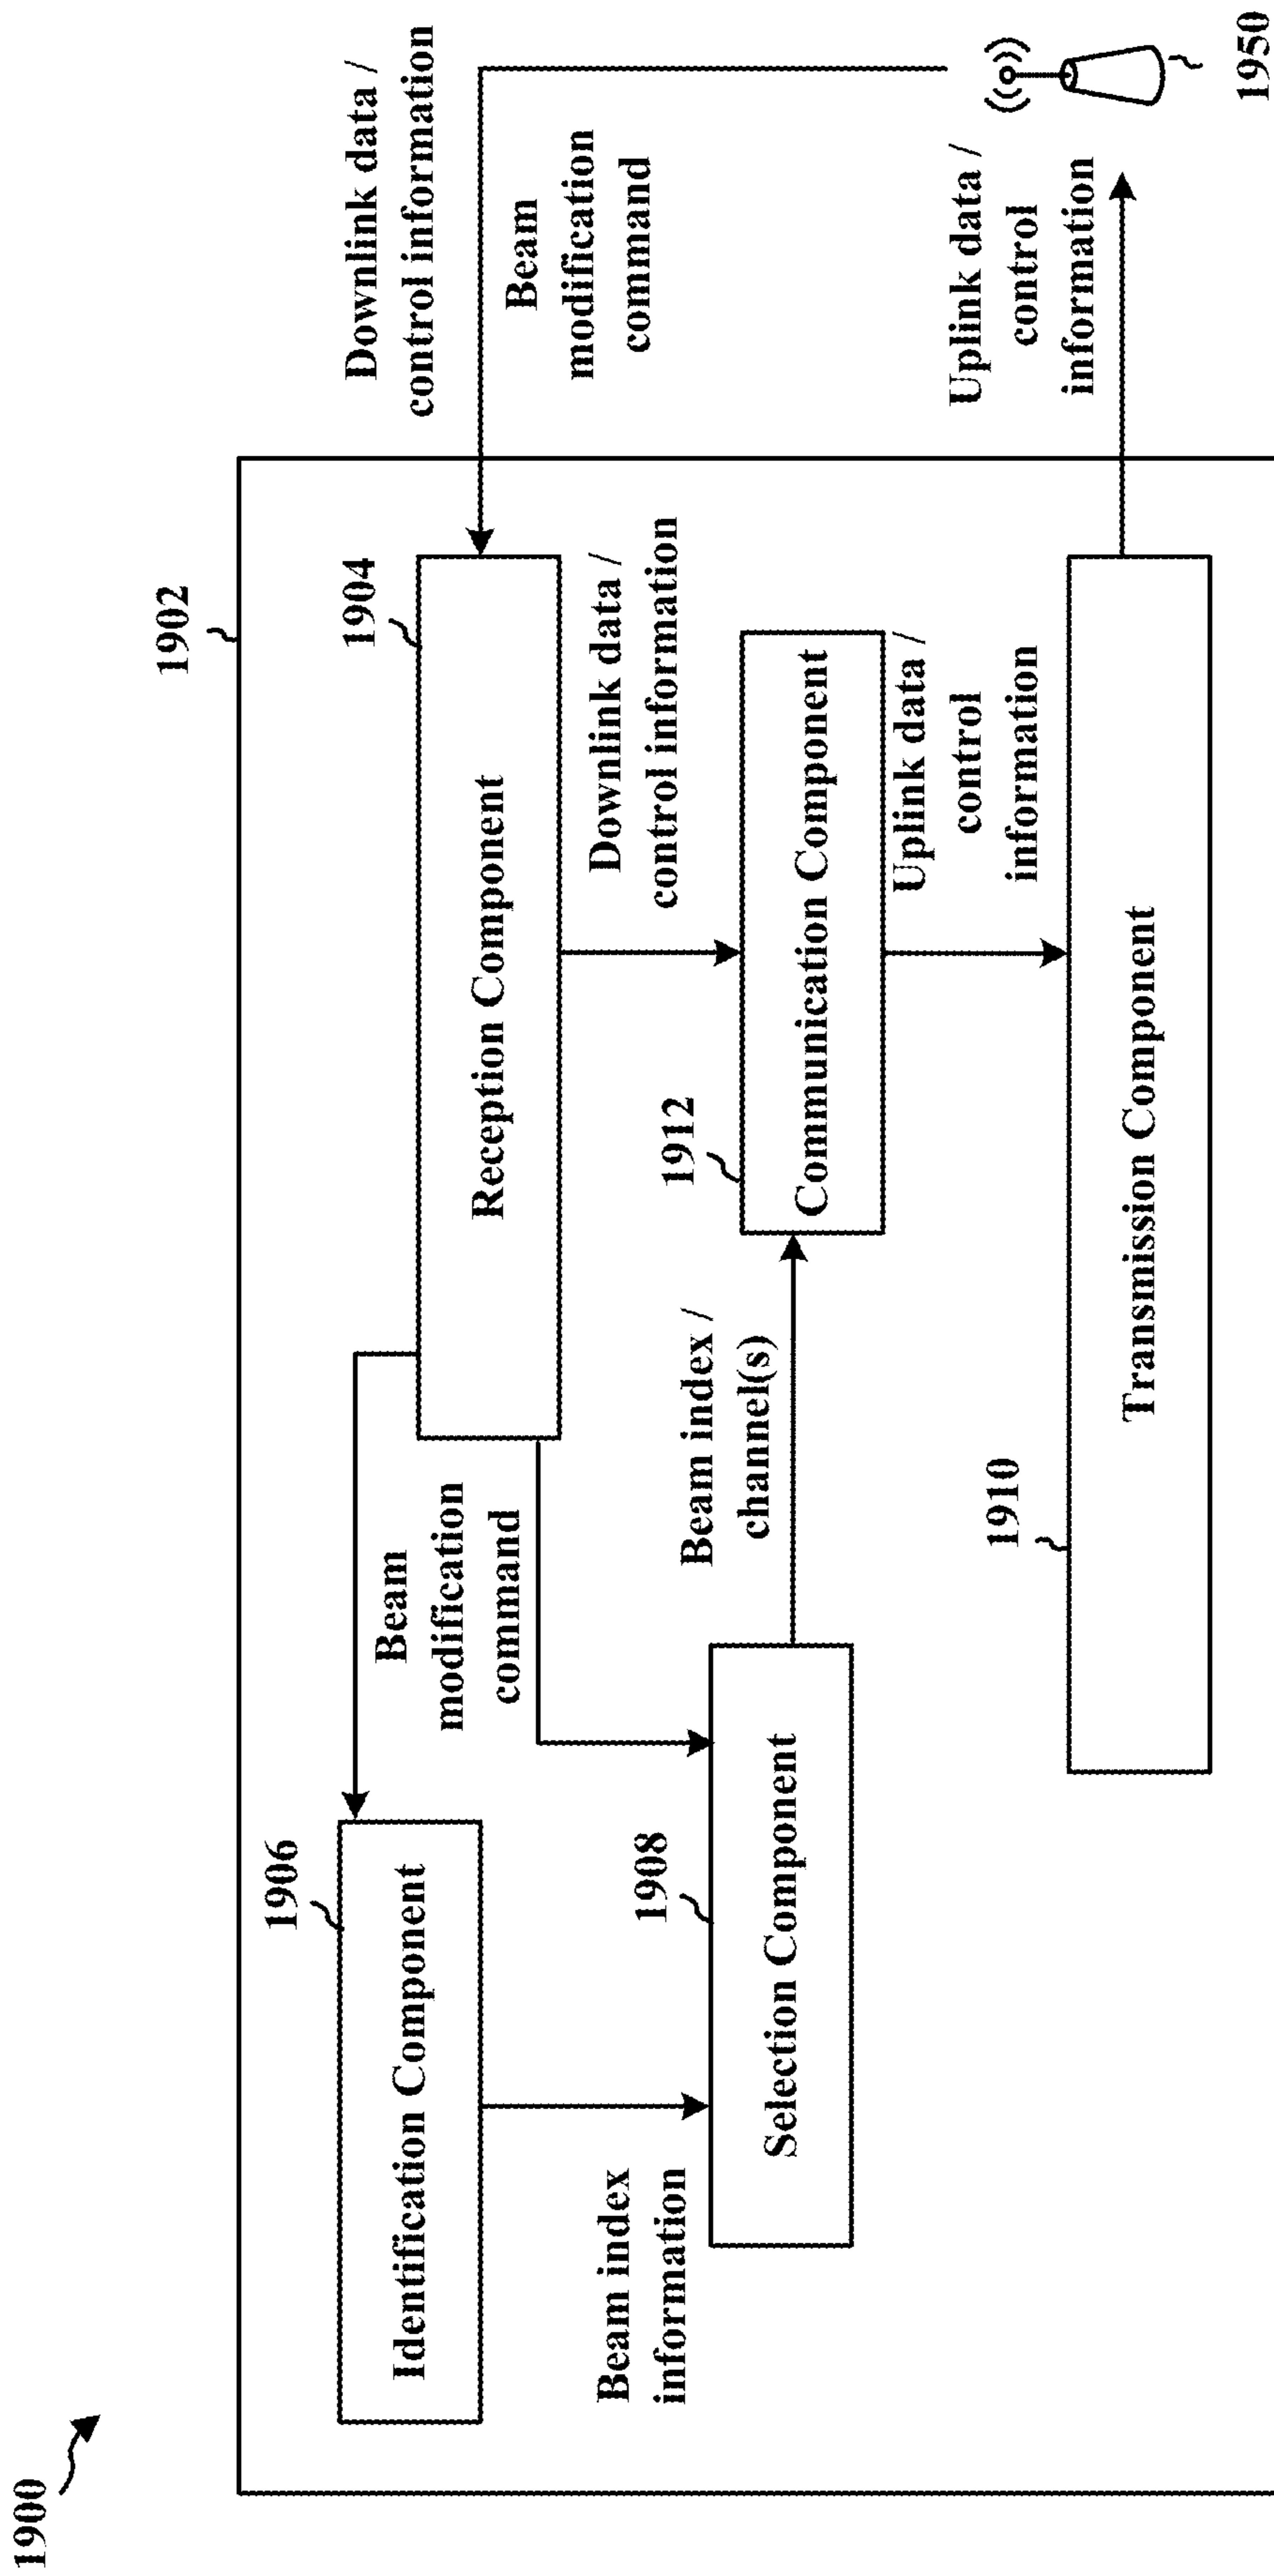 1900
1902
Downlink data /
control information
1904
Reception Component
Beam
modification
command
1906
Identification Component
Beam
modification
command
Downlink data /
control information
Beam index
information
1908
Selection Component
Beam index /
channel(s)
1912
Communication Component
Uplink data /
control
information
Uplink data /
control
information
1910
Transmission Component
1950